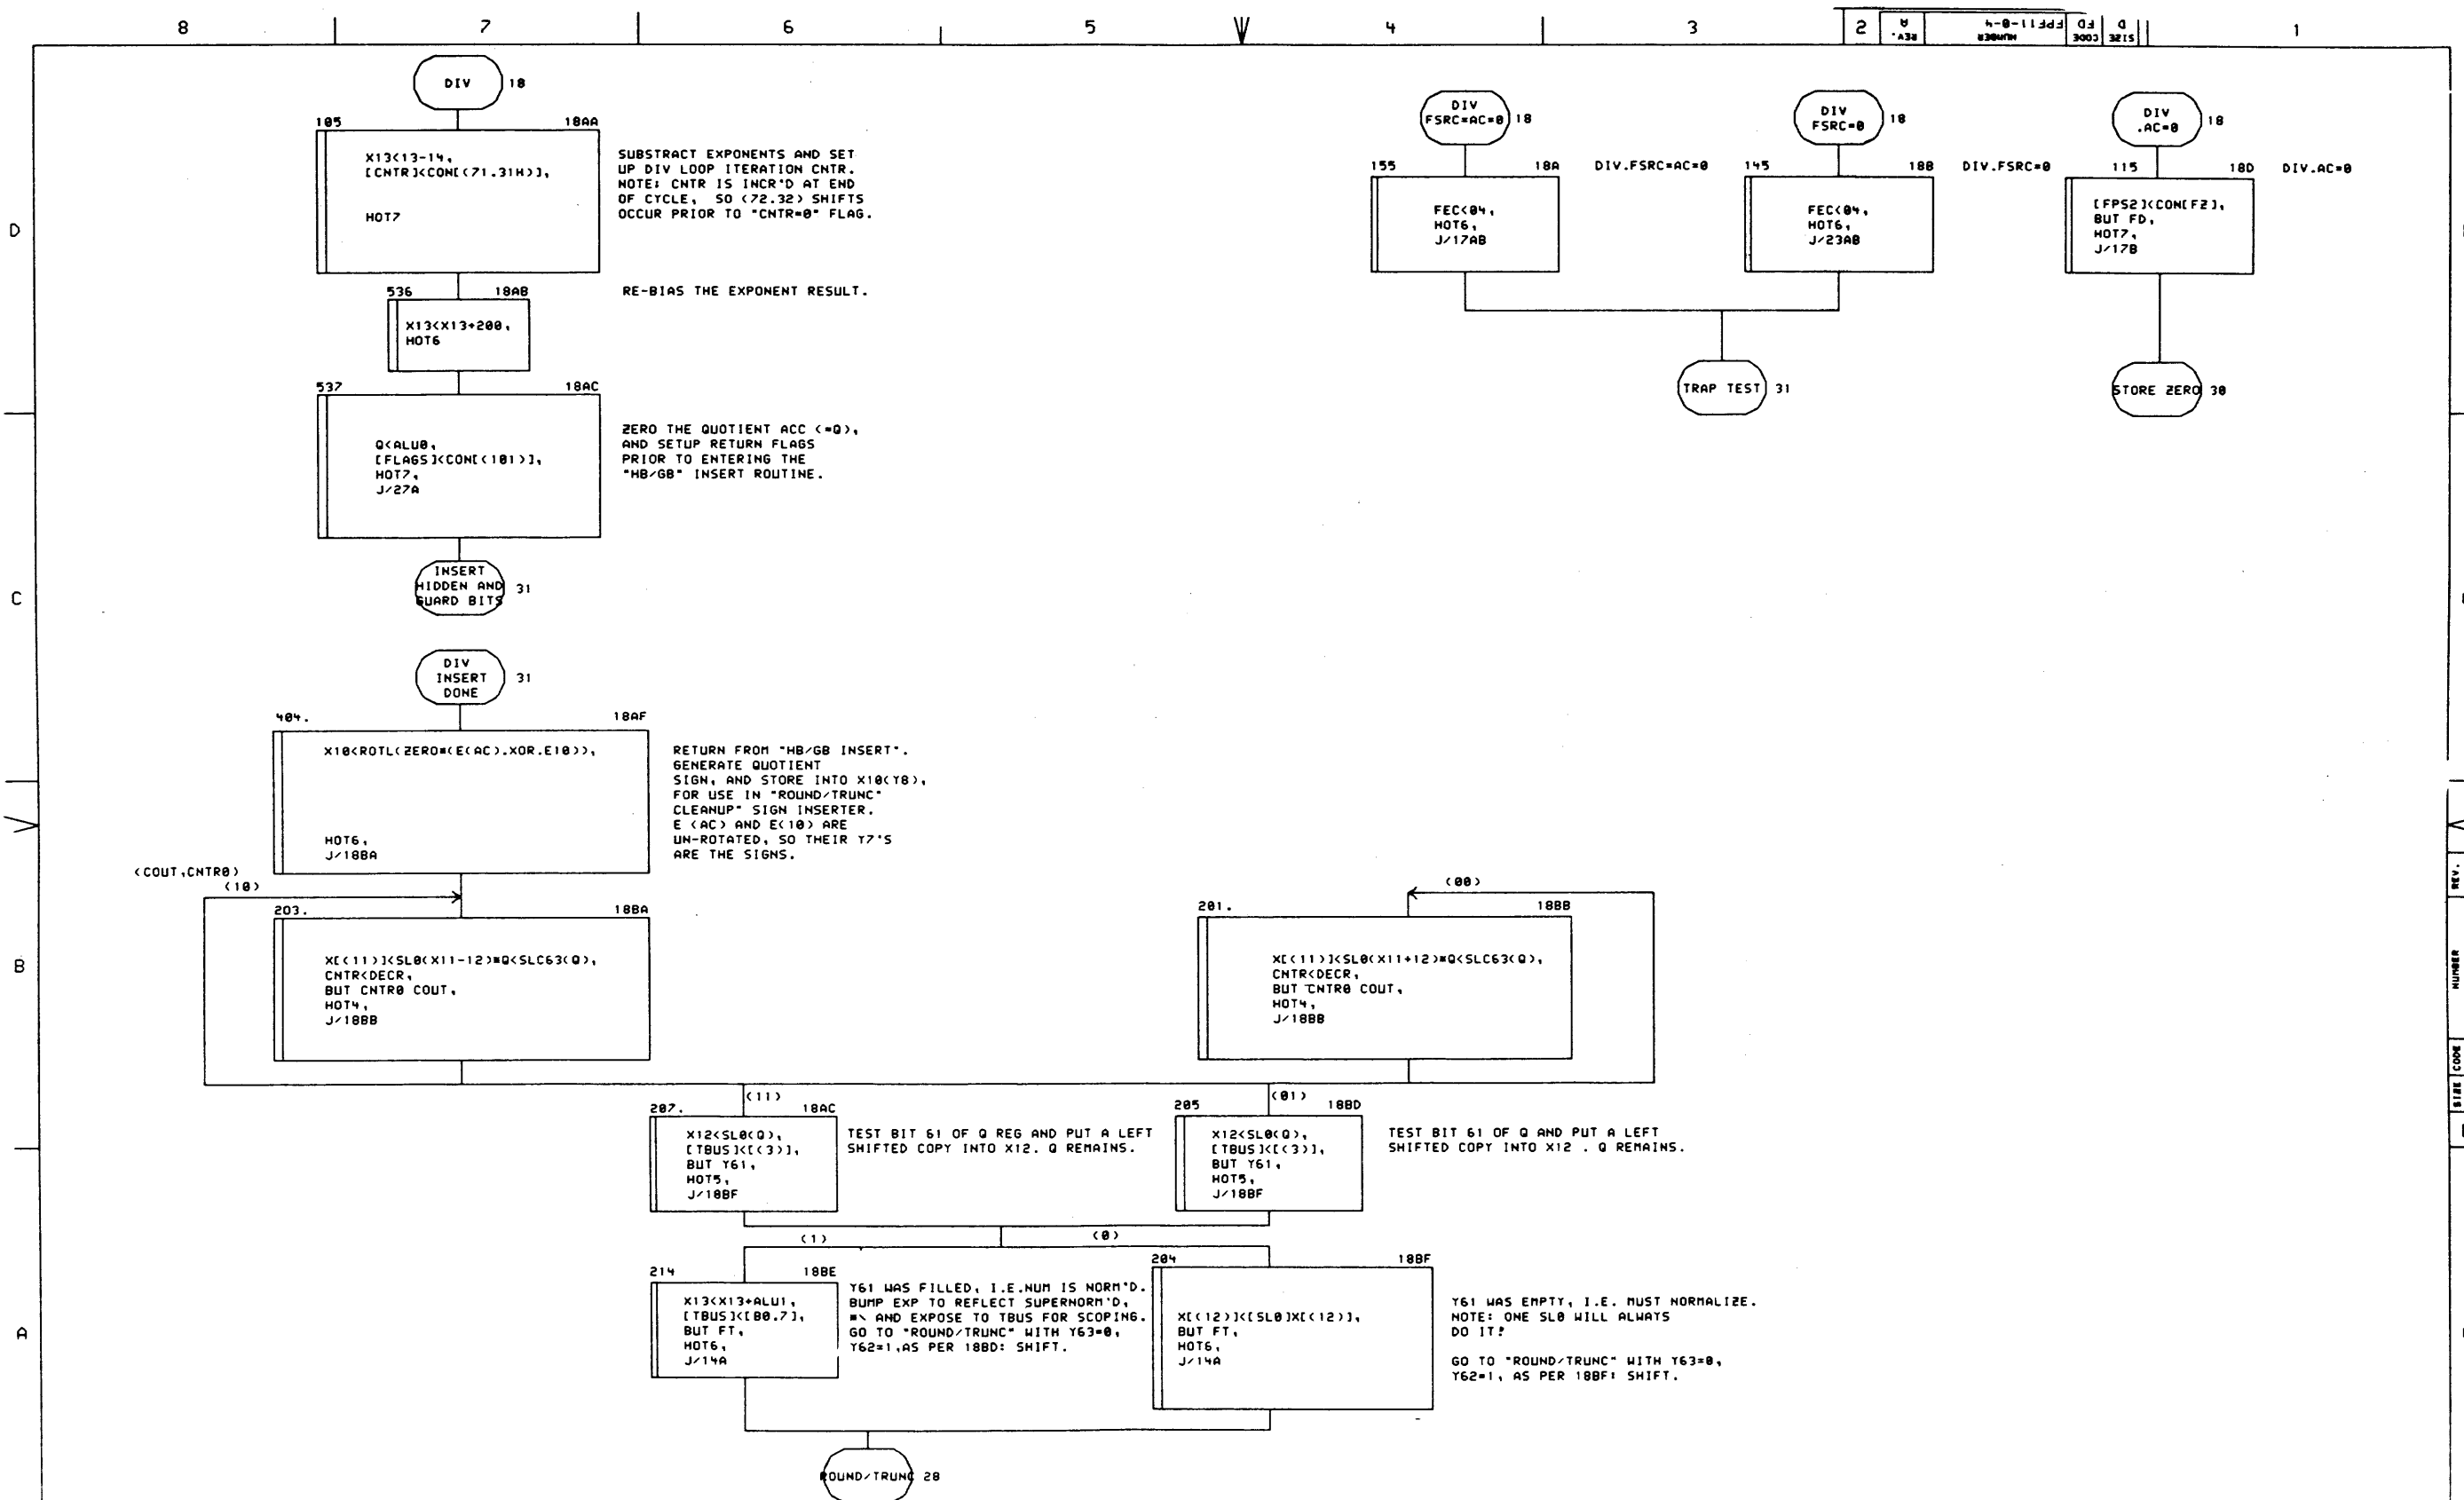 8 7 6 5 4 3 2 1
REV. A
NUMBER FPF11-0-4
CODE FD
SIZE D
DIV 18
105 18AA
X13<13-14,
[CNTR]<CON[(71.31H)],
HOT7
SUBSTRACT EXPONENTS AND SET
UP DIV LOOP ITERATION CNTR.
NOTE: CNTR IS INCR'D AT END
OF CYCLE, SO (72.32) SHIFTS
OCCUR PRIOR TO "CNTR=0" FLAG.
536 18AB
X13<X13+200,
HOT6
RE-BIAS THE EXPONENT RESULT.
537 18AC
Q<ALU0,
[FLAGS]<CON[(101)],
HOT7,
J/27A
ZERO THE QUOTIENT ACC (=Q),
AND SETUP RETURN FLAGS
PRIOR TO ENTERING THE
"HB/GB" INSERT ROUTINE.
INSERT
HIDDEN AND 31
GUARD BITS
DIV
FSRC=AC=0 18
155 18A DIV.FSRC=AC=0
FEC<04,
HOT6,
J/17AB
DIV
FSRC=0 18
145 18B DIV.FSRC=0
FEC<04,
HOT6,
J/23AB
TRAP TEST 31
DIV
.AC=0 18
115 18D DIV.AC=0
[FPS2]<CON[F2],
BUT FD,
HOT7,
J/17B
STORE ZERO 30
D
C
B
A
DIV
INSERT 31
DONE
404. 18AF
X10<ROTL(ZERO=(E(AC).XOR.E10)),
HOT6,
J/18BA
RETURN FROM "HB/GB INSERT".
GENERATE QUOTIENT
SIGN, AND STORE INTO X10(Y8),
FOR USE IN "ROUND/TRUNC"
CLEANUP" SIGN INSERTER.
E (AC) AND E(10) ARE
UN-ROTATED, SO THEIR Y7'S
ARE THE SIGNS.
(COUT,CNTR0)
(10)
203. 18BA
X[(11)]<SL0(X11-12)=Q<SLC63(Q),
CNTR<DECR,
BUT CNTR0 COUT,
HOT4,
J/18BB
(00)
201. 18BB
X[(11)]<SL0(X11+12)=Q<SLC63(Q),
CNTR<DECR,
BUT CNTR0 COUT,
HOT4,
J/18BB
(11)
207. 18AC
X12<SL0(Q),
[TBUS]<[(3)],
BUT Y61,
HOT5,
J/18BF
TEST BIT 61 OF Q REG AND PUT A LEFT
SHIFTED COPY INTO X12. Q REMAINS.
(01)
205 18BD
X12<SL0(Q),
[TBUS]<[(3)],
BUT Y61,
HOT5,
J/18BF
TEST BIT 61 OF Q AND PUT A LEFT
SHIFTED COPY INTO X12 . Q REMAINS.
(1) (0)
214 18BE
X13<X13+ALU1,
[TBUS]<[B0.7],
BUT FT,
HOT6,
J/14A
Y61 WAS FILLED, I.E.NUM IS NORM'D.
BUMP EXP TO REFLECT SUPERNORM'D,
=\ AND EXPOSE TO TBUS FOR SCOPING.
GO TO "ROUND/TRUNC" WITH Y63=0,
Y62=1,AS PER 18BD: SHIFT.
204 18BF
X[(12)]<[SL0]X[(12)],
BUT FT,
HOT6,
J/14A
Y61 WAS EMPTY, I.E. MUST NORMALIZE.
NOTE: ONE SL0 WILL ALWAYS
DO IT!
GO TO "ROUND/TRUNC" WITH Y63=0,
Y62=1, AS PER 18BF: SHIFT.
ROUND/TRUNC 28
REV.
NUMBER
CODE
SIZE